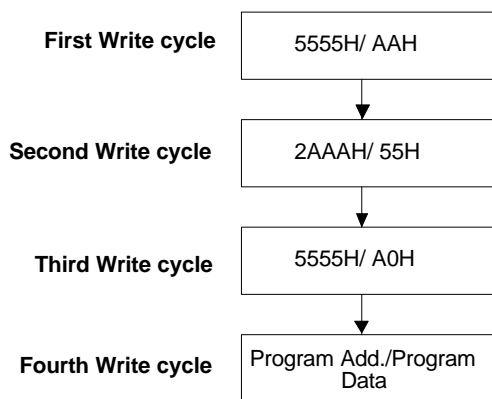 First Write cycle
5555H/ AAH
Second Write cycle
2AAAH/ 55H
Third Write cycle
5555H/ A0H
Fourth Write cycle
Program Add./Program
Data